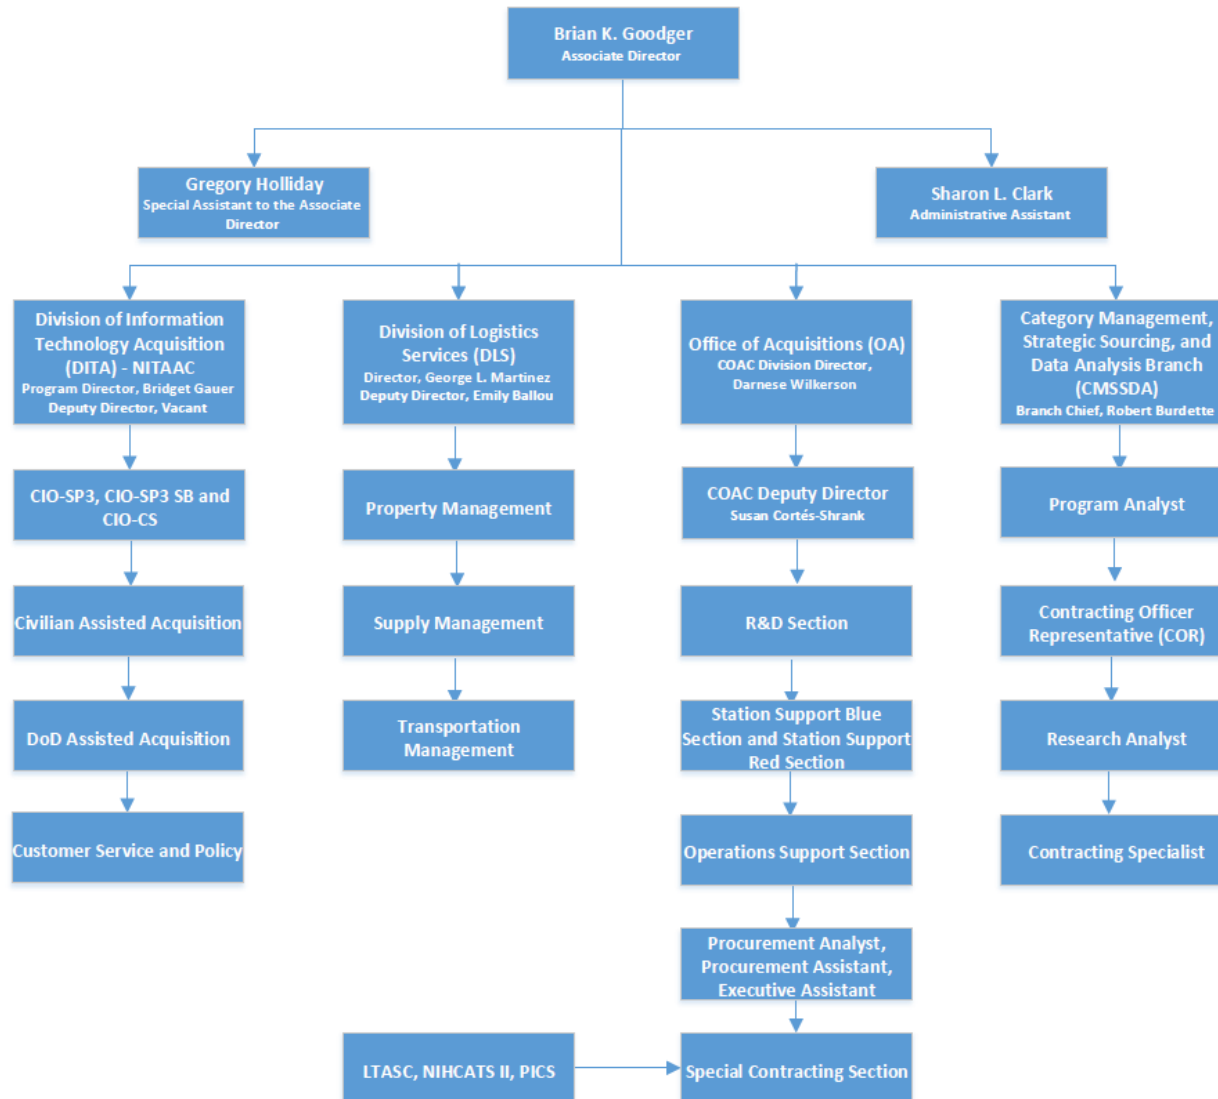 Brian K. Goodger
Associate Director
Gregory Holliday
Special Assistant to the Associate
Director
Sharon L. Clark
Administrative Assistant
Division of Information
Technology Acquisition
(DITA) - NITAAC
Program Director, Bridget Gauer
Deputy Director, Vacant
Division of Logistics
Services (DLS)
Director, George L. Martinez
Deputy Director, Emily Ballou
Office of Acquisitions (OA)
COAC Division Director,
Darnese Wilkerson
Category Management,
Strategic Sourcing, and
Data Analysis Branch
(CMSSDA)
Branch Chief, Robert Burdette
CIO-SP3, CIO-SP3 SB and
CIO-CS
Property Management
COAC Deputy Director
Susan Cortés-Shrank
Program Analyst
Civilian Assisted Acquisition
Supply Management
R&D Section
Contracting Officer
Representative (COR)
DoD Assisted Acquisition
Transportation
Management
Station Support Blue
Section and Station Support
Red Section
Research Analyst
Customer Service and Policy
Operations Support Section
Contracting Specialist
Procurement Analyst,
Procurement Assistant,
Executive Assistant
LTASC, NIHCATS II, PICS
Special Contracting Section